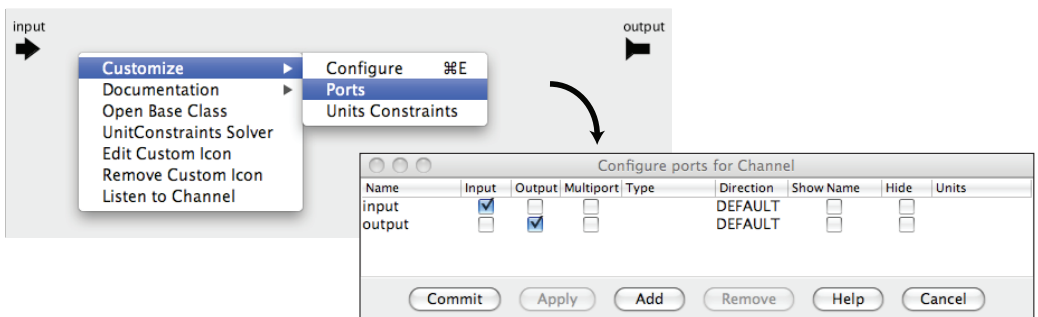 input
output
Customize
Documentation
Open Base Class
UnitConstraints Solver
Edit Custom Icon
Remove Custom Icon
Listen to Channel
Configure ⌘E
Ports
Units Constraints
Configure ports for Channel
Name Input Output Multiport Type Direction Show Name Hide Units
input DEFAULT
output DEFAULT
Commit Apply Add Remove Help Cancel